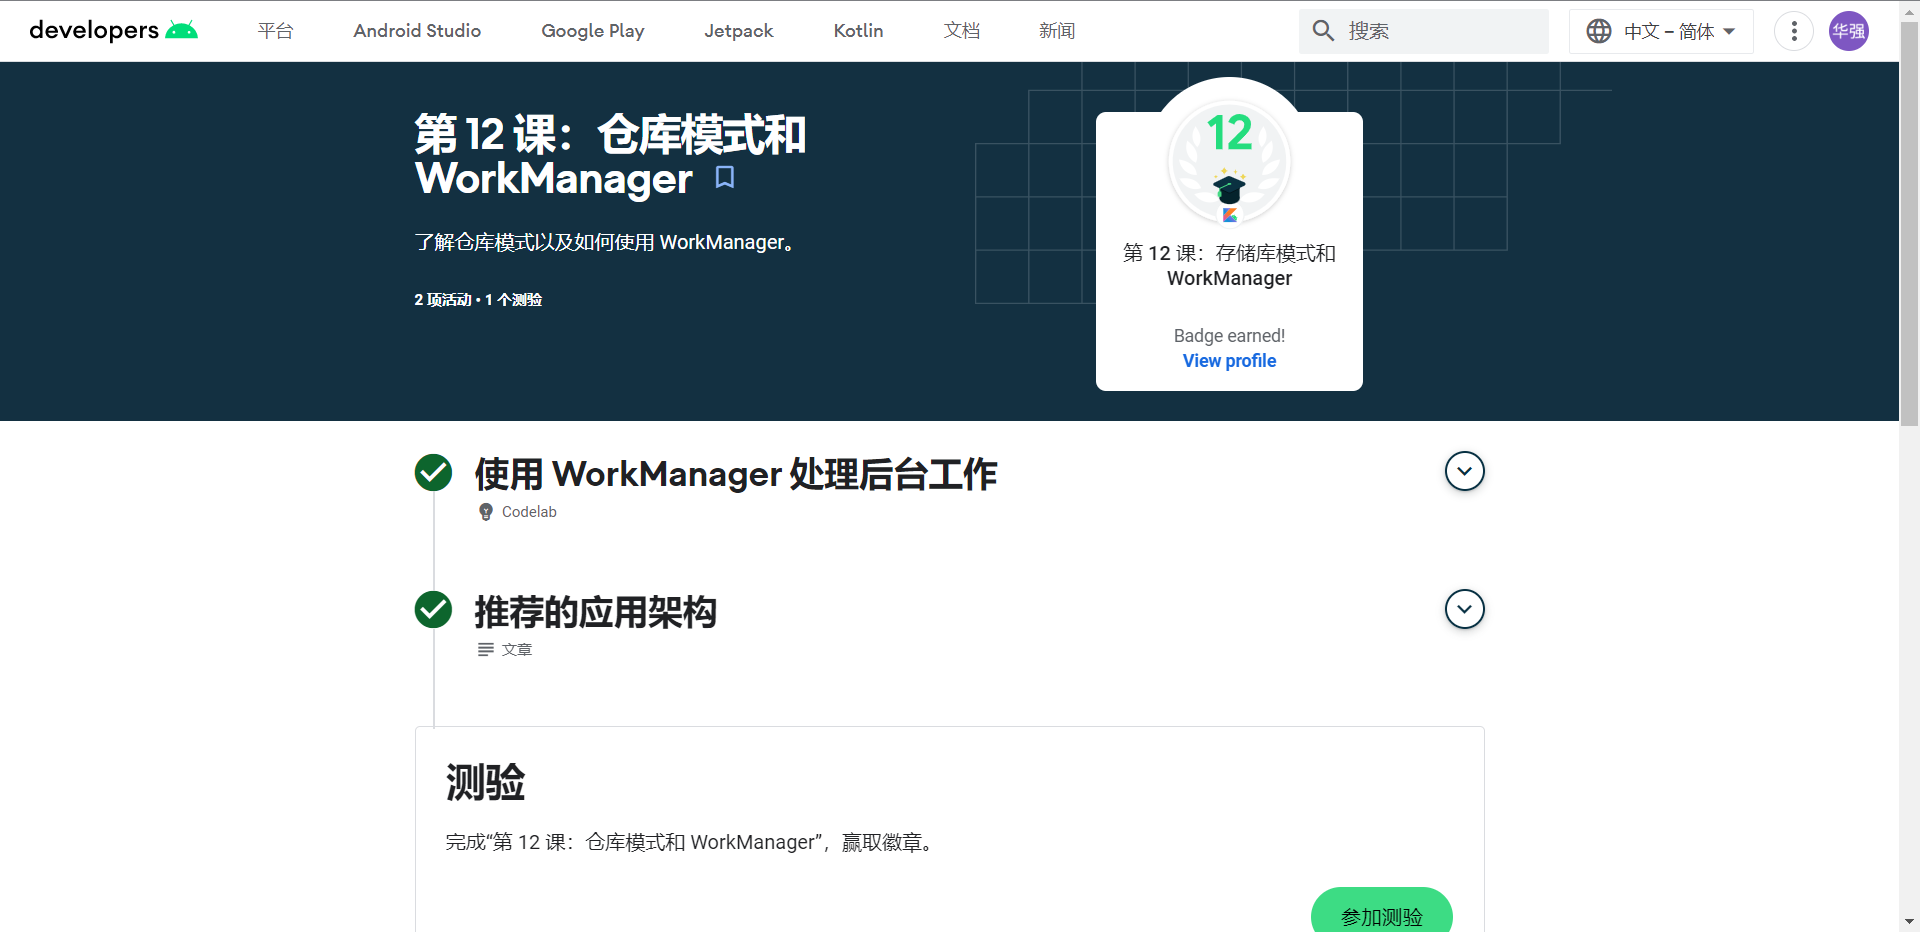 developers
平台
Android Studio
Google Play
Jetpack
Kotlin
文档
新闻
搜索
中文 – 简体
华强
第 12 课：仓库模式和
WorkManager
了解仓库模式以及如何使用 WorkManager。
2 项活动 • 1 个测验
12
第 12 课：存储库模式和
WorkManager
Badge earned!
View profile
使用 WorkManager 处理后台工作
Codelab
推荐的应用架构
文章
测验
完成“第 12 课：仓库模式和 WorkManager”，赢取徽章。
参加测验